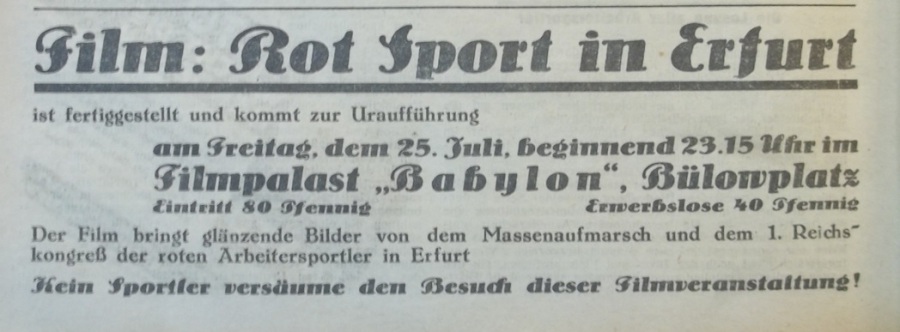 Film: Rot Sport in Erfurt
ist fertiggestellt und kommt zur Uraufführung
am Freitag, dem 25. Juli, beginnend 23.15 Uhr im
Filmpalast „Babylon“, Bülowplatz
Eintritt 80 Pfennig Erwerbslose 40 Pfennig
Der Film bringt glänzende Bilder von dem Massenaufmarsch und dem 1. Reichs-
kongreß der roten Arbeitersportler in Erfurt
Kein Sportler versäume den Besuch dieser Filmveranstaltung!